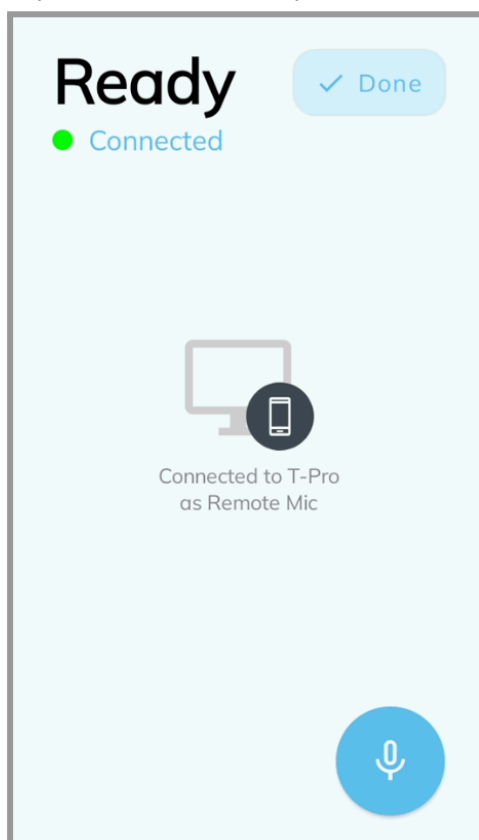 Ready
Done
Connected
Connected to T-Pro
as Remote Mic